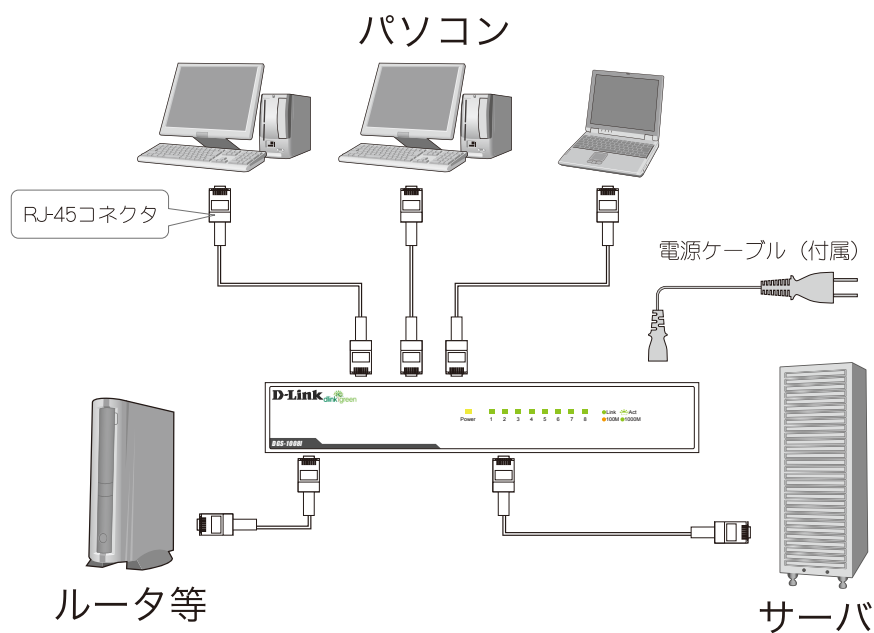 パソコン
RJ-45コネクタ
電源ケーブル（付属）
D-Link
dlinkgreen
Power 1 2 3 4 5 6 7 8
Link Act
100M 1000M
DGS-1008I
ルータ等
サーバ